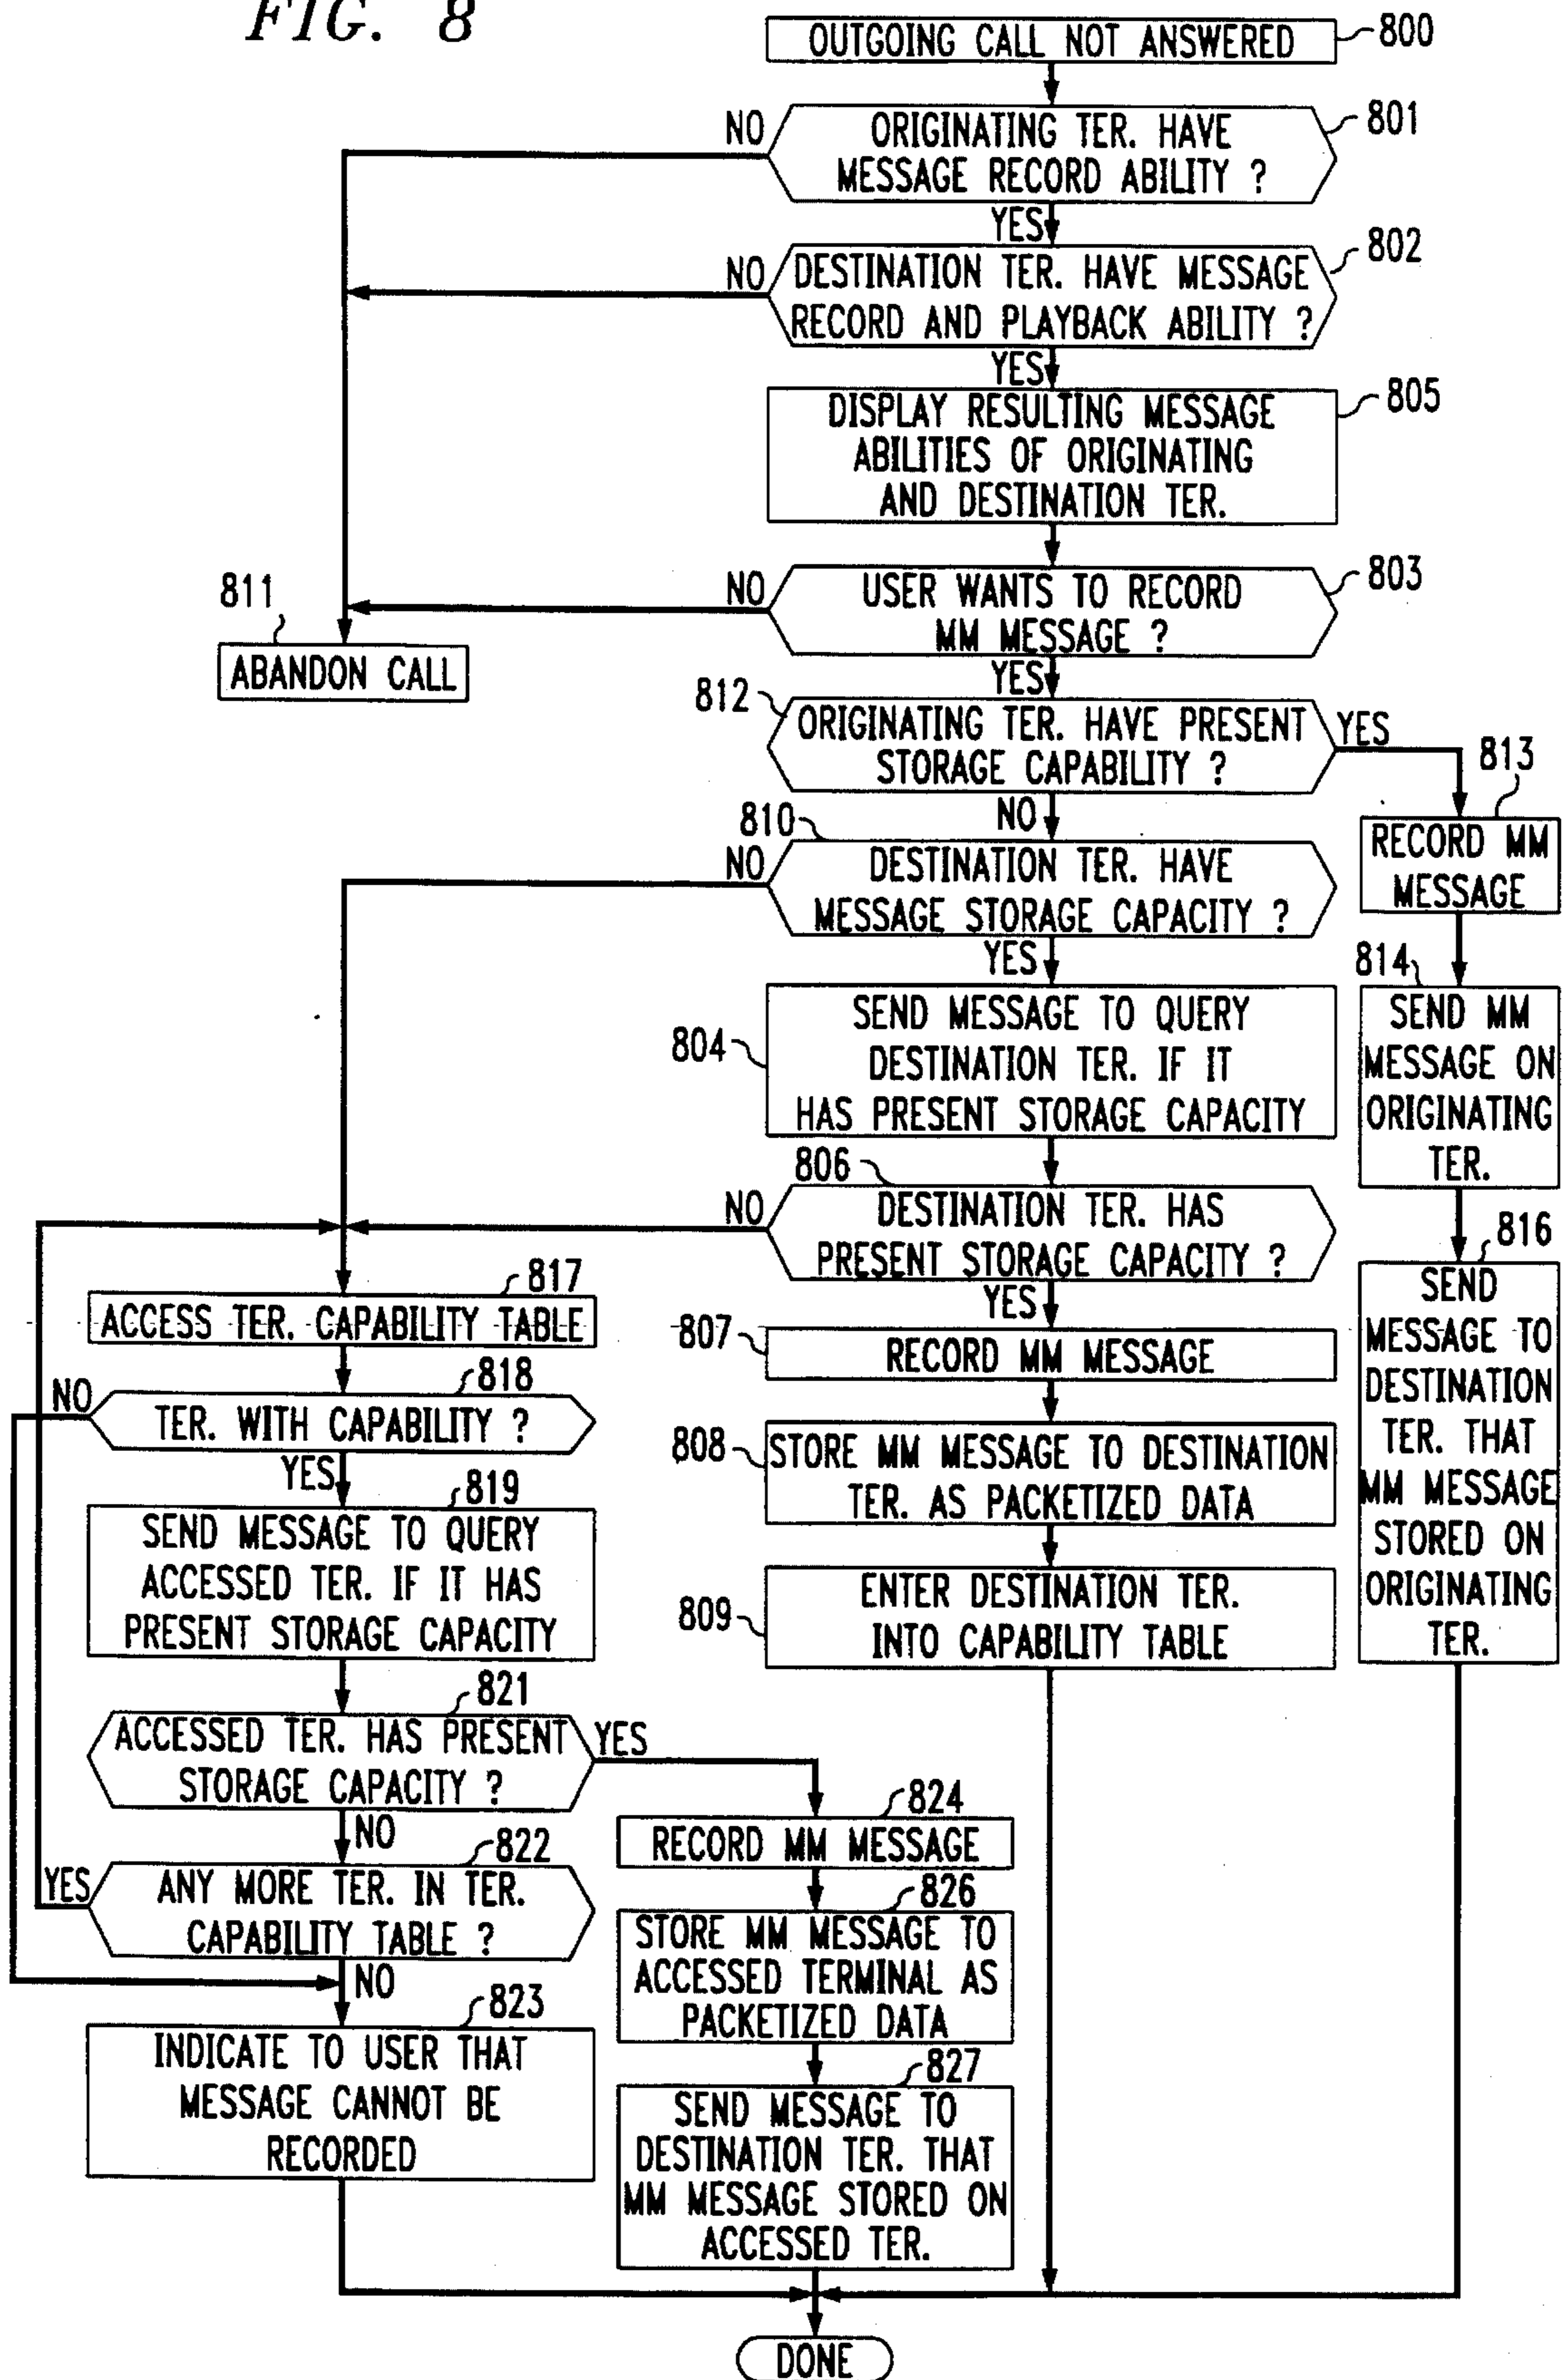 FIG. 8
OUTGOING CALL NOT ANSWERED
800
NO
ORIGINATING TER. HAVE
MESSAGE RECORD ABILITY ?
801
YES
NO
DESTINATION TER. HAVE MESSAGE
RECORD AND PLAYBACK ABILITY ?
802
YES
DISPLAY RESULTING MESSAGE
ABILITIES OF ORIGINATING
AND DESTINATION TER.
805
NO
USER WANTS TO RECORD
MM MESSAGE ?
803
811
ABANDON CALL
YES
812
ORIGINATING TER. HAVE PRESENT
STORAGE CAPABILITY ?
YES
813
RECORD MM
MESSAGE
NO
810
NO
DESTINATION TER. HAVE
MESSAGE STORAGE CAPACITY ?
YES
814
SEND MM
MESSAGE ON
ORIGINATING
TER.
804
SEND MESSAGE TO QUERY
DESTINATION TER. IF IT
HAS PRESENT STORAGE CAPACITY
806
NO
DESTINATION TER. HAS
PRESENT STORAGE CAPACITY ?
YES
816
SEND
MESSAGE TO
DESTINATION
TER. THAT
MM MESSAGE
STORED ON
ORIGINATING
TER.
817
ACCESS TER. CAPABILITY TABLE
807
RECORD MM MESSAGE
818
NO
TER. WITH CAPABILITY ?
YES
808
STORE MM MESSAGE TO DESTINATION
TER. AS PACKETIZED DATA
819
SEND MESSAGE TO QUERY
ACCESSED TER. IF IT HAS
PRESENT STORAGE CAPACITY
809
ENTER DESTINATION TER.
INTO CAPABILITY TABLE
821
ACCESSED TER. HAS PRESENT
STORAGE CAPACITY ?
YES
NO
824
RECORD MM MESSAGE
822
YES
ANY MORE TER. IN TER.
CAPABILITY TABLE ?
NO
826
STORE MM MESSAGE TO
ACCESSED TERMINAL AS
PACKETIZED DATA
823
INDICATE TO USER THAT
MESSAGE CANNOT BE
RECORDED
827
SEND MESSAGE TO
DESTINATION TER. THAT
MM MESSAGE STORED ON
ACCESSED TER.
DONE